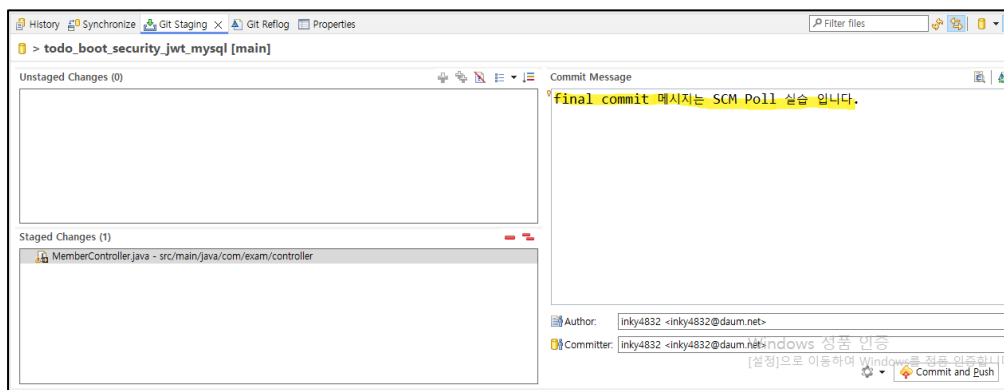 History Synchronize Git Staging Git Reflog Properties Filter files
> todo_boot_security_jwt_mysql [main]
Unstaged Changes (0)
Commit Message
final commit 메시지는 SCM Poll 실습 입니다.
Staged Changes (1)
MemberController.java - src/main/java/com/exam/controller
Author: inky4832 <inky4832@daum.net>
Committer: inky4832 <inky4832@daum.net>
Windows 정품 인증
[설정]으로 이동하여 Windows를 정품 인증합니다
Commit and Push